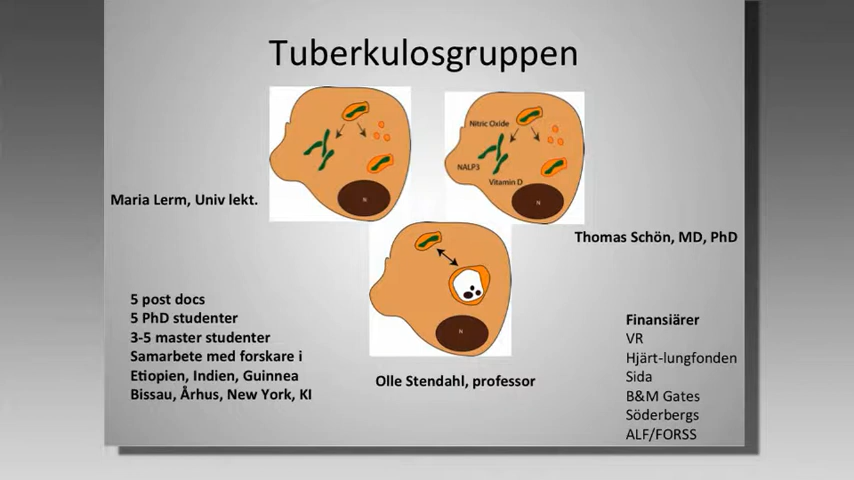 Tuberkulosgruppen
Nitric Oxide
NALP3
Vitamin D
N
N
Maria Lerm, Univ lekt.
Thomas Schön, MD, PhD
N
5 post docs
5 PhD studenter
3-5 master studenter
Samarbete med forskare i
Etiopien, Indien, Guinnea
Bissau, Århus, New York, KI
Olle Stendahl, professor
Finansiärer
VR
Hjärt-lungfonden
Sida
B&M Gates
Söderbergs
ALF/FORSS